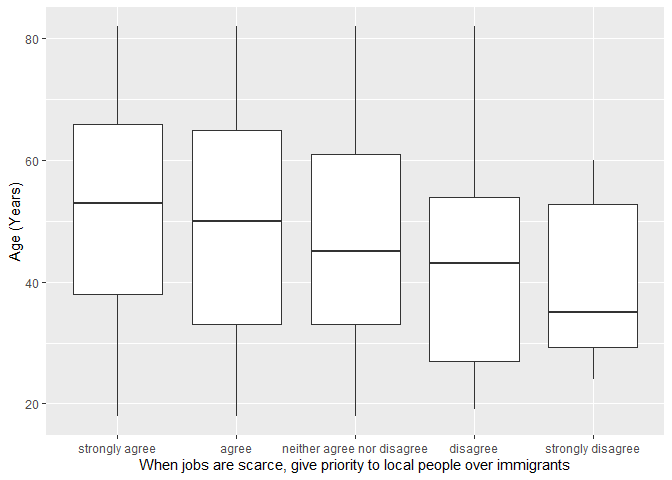 Age (Years)
80
60
40
20
strongly agree
agree
neither agree nor disagree
disagree
strongly disagree
When jobs are scarce, give priority to local people over immigrants